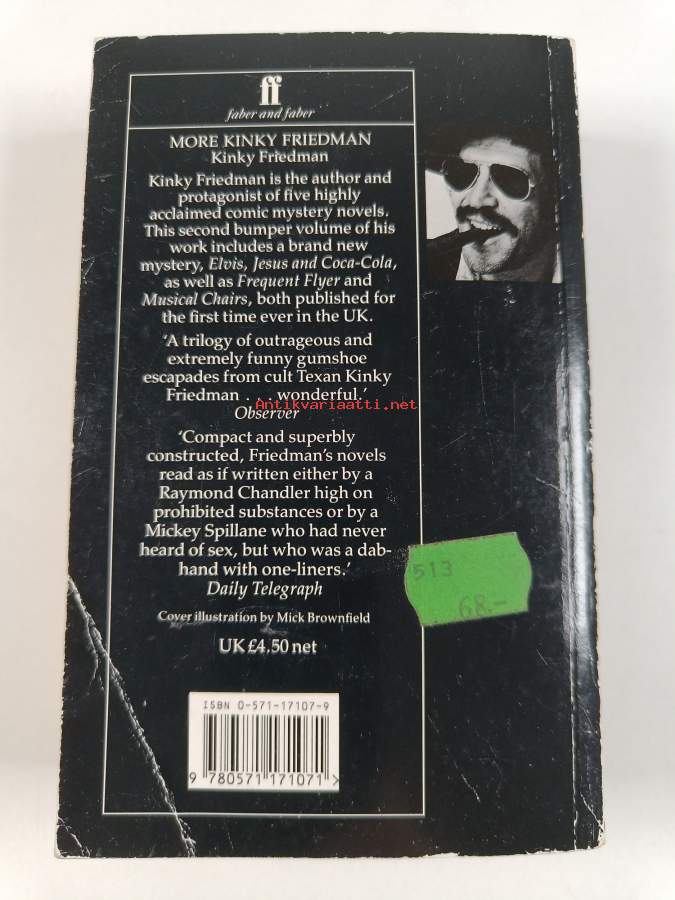 ff
faber and faber
MORE KINKY FRIEDMAN
Kinky Friedman
Kinky Friedman is the author and
protagonist of five highly
acclaimed comic mystery novels.
This second bumper volume of his
work includes a brand new
mystery, Elvis, Jesus and Coca-Cola,
as well as Frequent Flyer and
Musical Chairs, both published for
the first time ever in the UK.
‘A trilogy of outrageous and
extremely funny gumshoe
escapades from cult Texan Kinky
Friedman . . . wonderful.’
Antikvariaatti.net
Observer
‘Compact and superbly
constructed, Friedman’s novels
read as if written either by a
Raymond Chandler high on
prohibited substances or by a
Mickey Spillane who had never
heard of sex, but who was a dab-
hand with one-liners.’
Daily Telegraph
513
68.-
Cover illustration by Mick Brownfield
UK £4.50 net
ISBN 0-571-17107-9
9 780571 171071 >